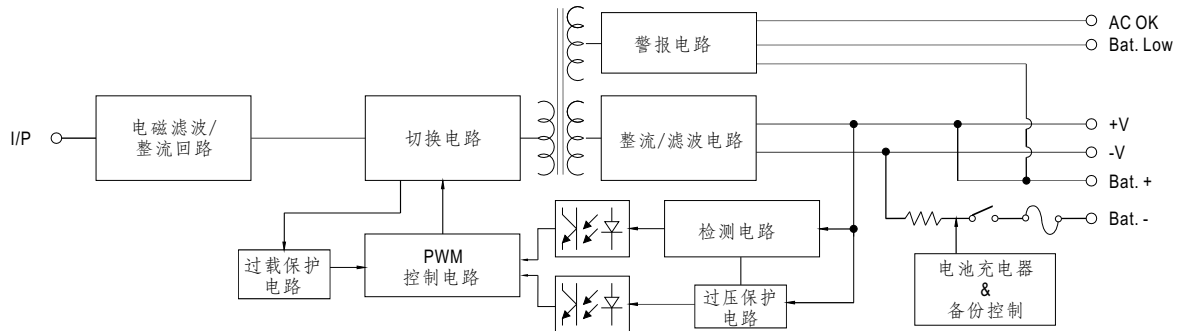 AC OK
警报电路
Bat. Low
电磁滤波/
整流回路
切换电路
整流/滤波电路
I/P
+V
-V
Bat. +
Bat. -
检测电路
过载保护
电路
PWM
控制电路
过压保护
电路
电池充电器
&
备份控制